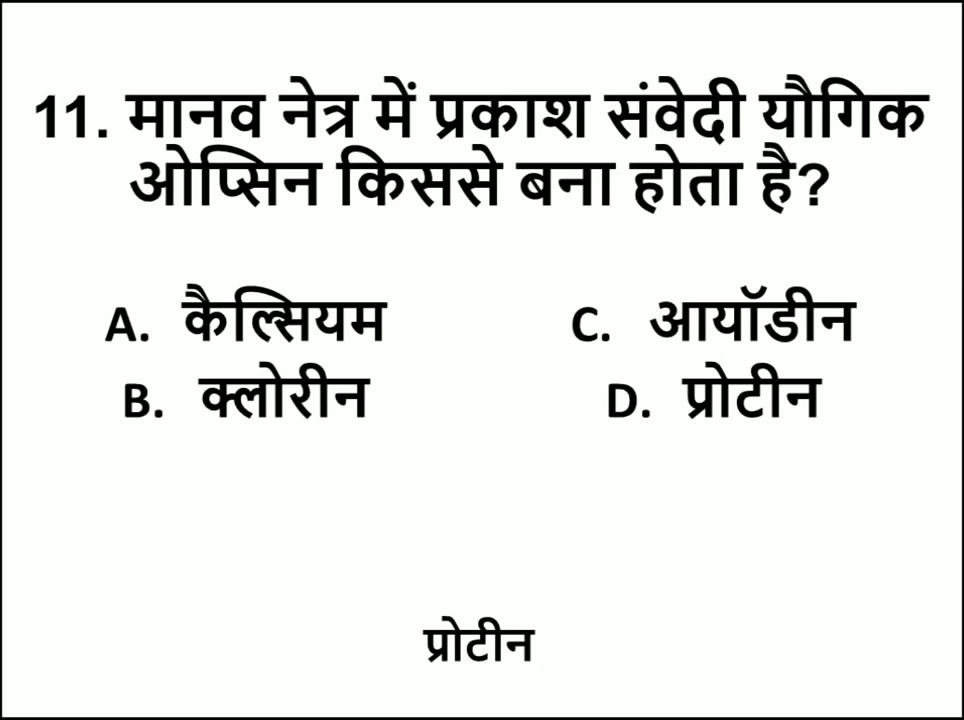 11. मानव नेत्र में प्रकाश संवेदी यौगिक
ओप्सिन किससे बना होता है?
A. कैल्सियम C. आयॉडीन
B. क्लोरीन D. प्रोटीन
प्रोटीन